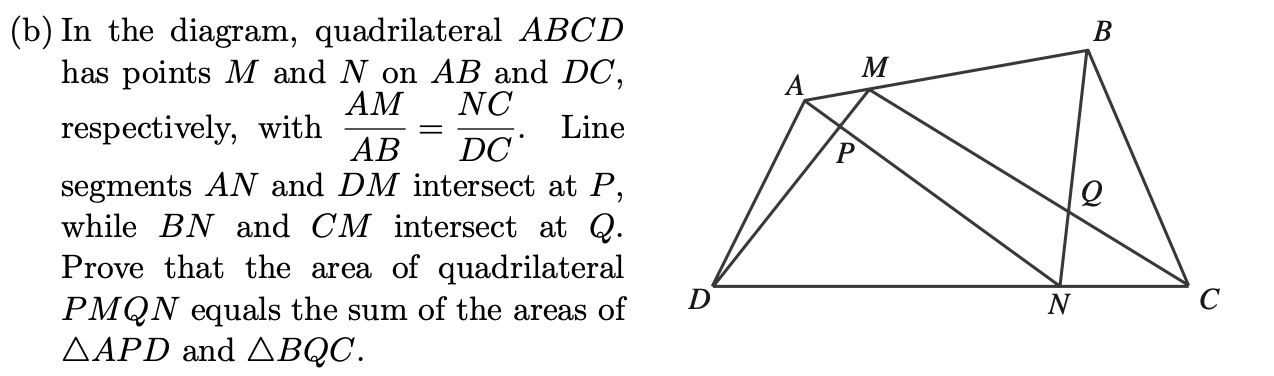 (b) In the diagram, quadrilateral ABCD
has points M and N on AB and DC,
respectively, with AM/AB = NC/DC. Line
segments AN and DM intersect at P,
while BN and CM intersect at Q.
Prove that the area of quadrilateral
PMQN equals the sum of the areas of
△APD and △BQC.
B
M
A
P
Q
D
N
C